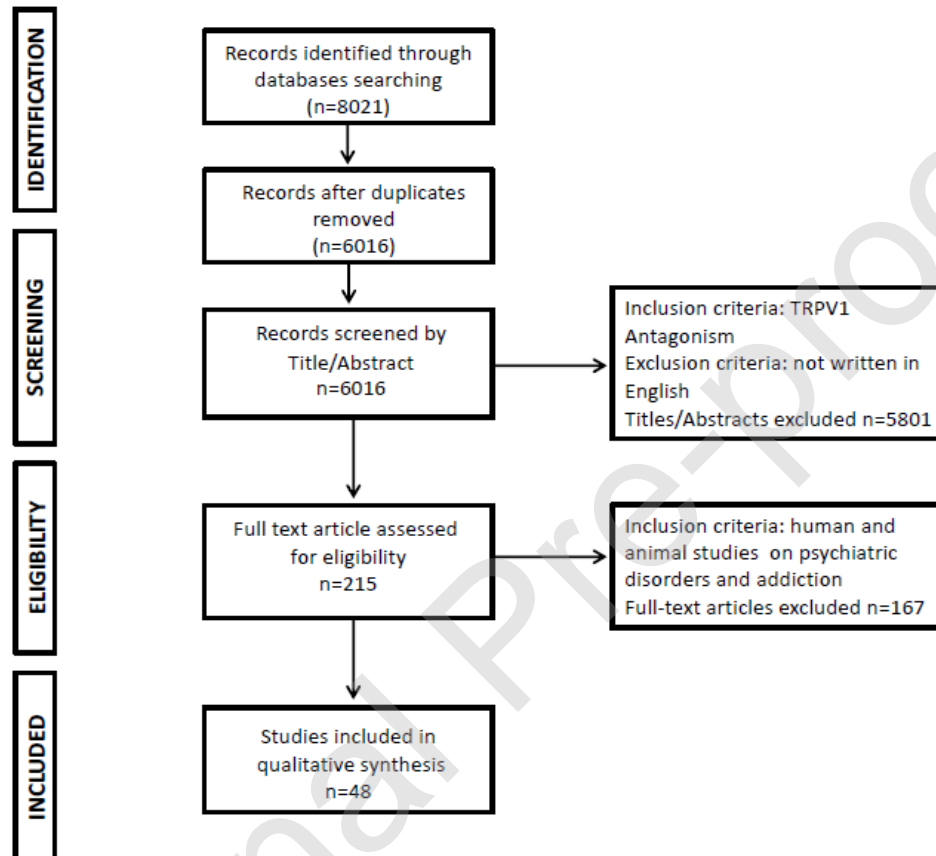 IDENTIFICATION
Records identified through
databases searching
(n=8021)
Records after duplicates
removed
(n=6016)
SCREENING
Records screened by
Title/Abstract
n=6016
Inclusion criteria: TRPV1
Antagonism
Exclusion criteria: not written in
English
Titles/Abstracts excluded n=5801
ELIGIBILITY
Full text article assessed
for eligibility
n=215
Inclusion criteria: human and
animal studies on psychiatric
disorders and addiction
Full-text articles excluded n=167
INCLUDED
Studies included in
qualitative synthesis
n=48
nal Pre-proo